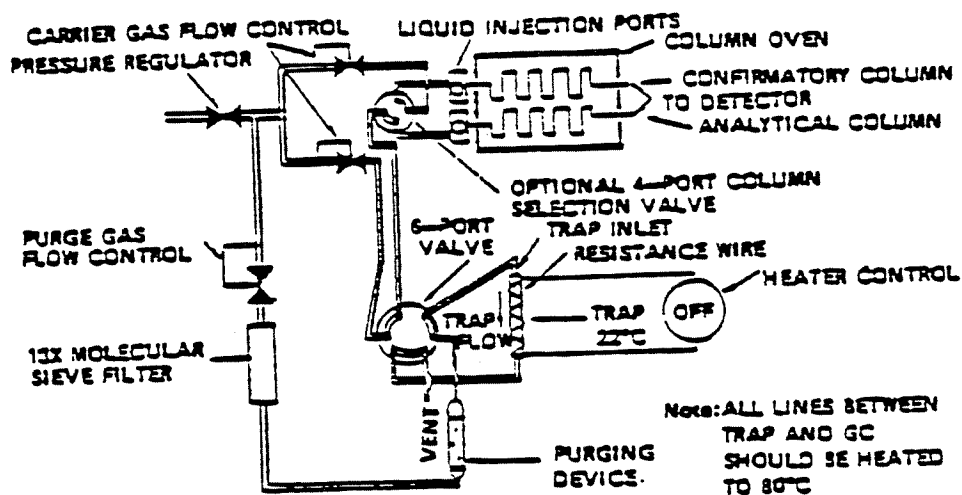 CARRIER GAS FLOW CONTROL
PRESSURE REGULATOR
LIQUID INJECTION PORTS
COLUMN OVEN
CONFIRMATORY COLUMN
TO DETECTOR
ANALYTICAL COLUMN
OPTIONAL 4-PORT COLUMN
SELECTION VALVE
6-PORT
VALVE
TRAP INLET
RESISTANCE WIRE
HEATER CONTROL
PURGE GAS
FLOW CONTROL
TRAP
FLOW
TRAP
22°C
OFF
13X MOLECULAR
SIEVE FILTER
VENT
PURGING
DEVICE.
Note: ALL LINES BETWEEN
TRAP AND GC
SHOULD BE HEATED
TO 80°C